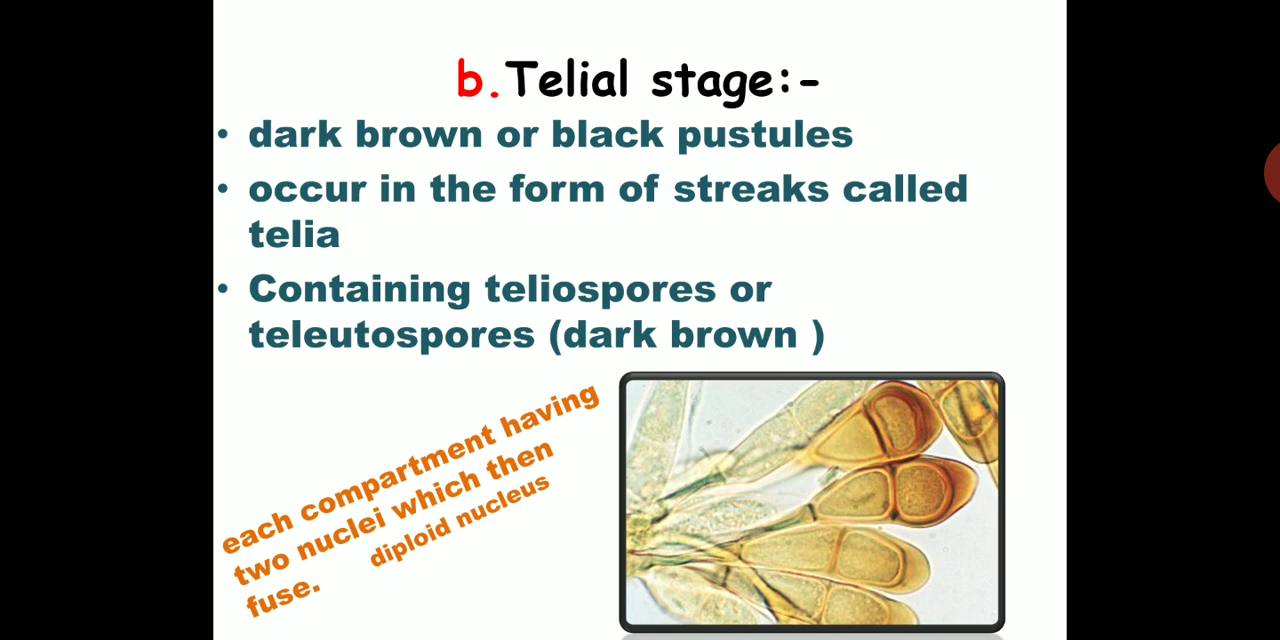 b.Telial stage:-
• dark brown or black pustules
• occur in the form of streaks called
telia
• Containing teliospores or
teleutospores (dark brown )
each compartment having
two nuclei which then
fuse. diploid nucleus